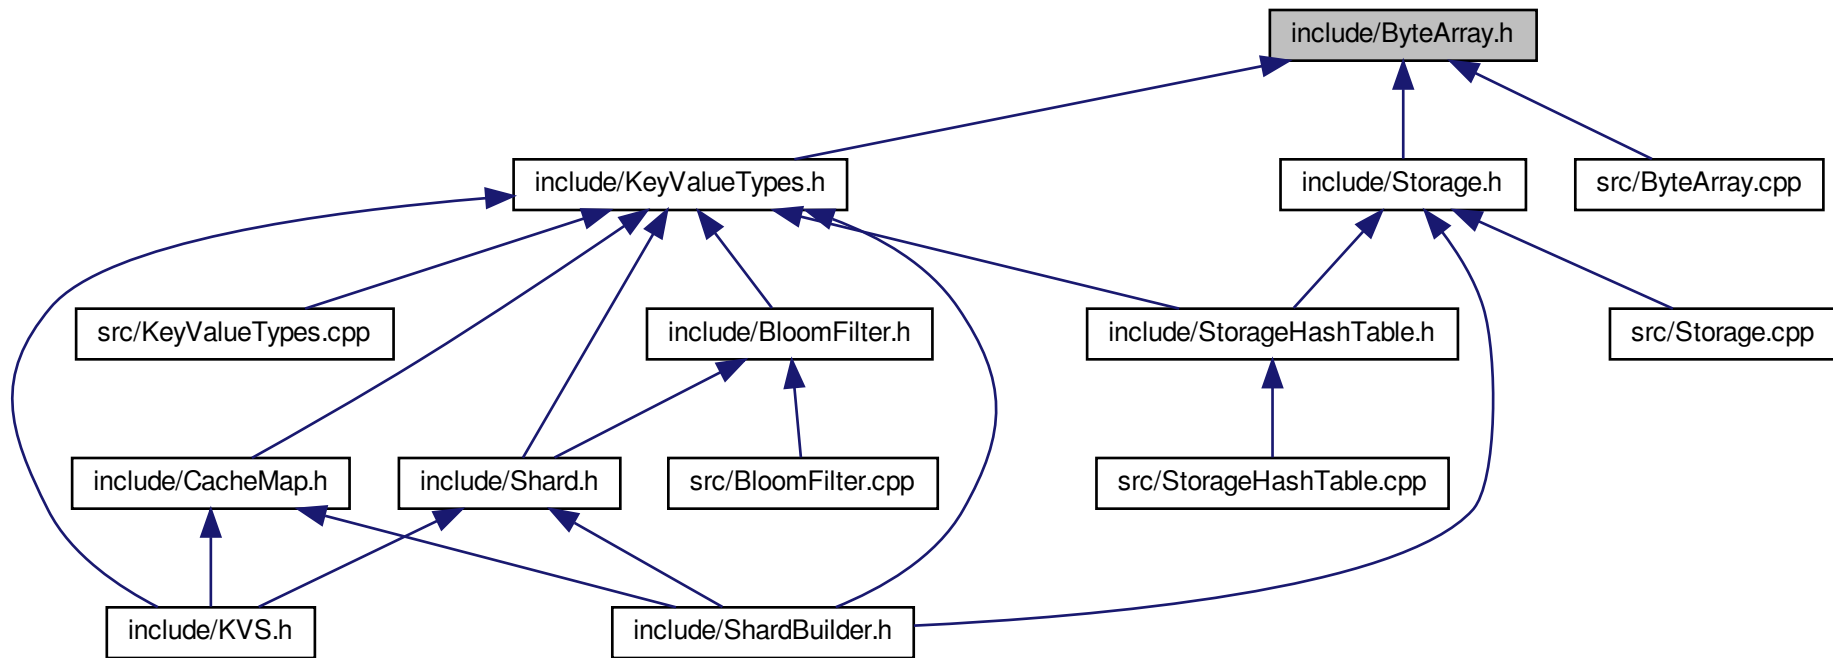 include/ByteArray.h
include/KeyValueTypes.h
include/Storage.h
src/ByteArray.cpp
src/KeyValueTypes.cpp
include/BloomFilter.h
include/StorageHashTable.h
src/Storage.cpp
include/CacheMap.h
include/Shard.h
src/BloomFilter.cpp
src/StorageHashTable.cpp
include/KVS.h
include/ShardBuilder.h